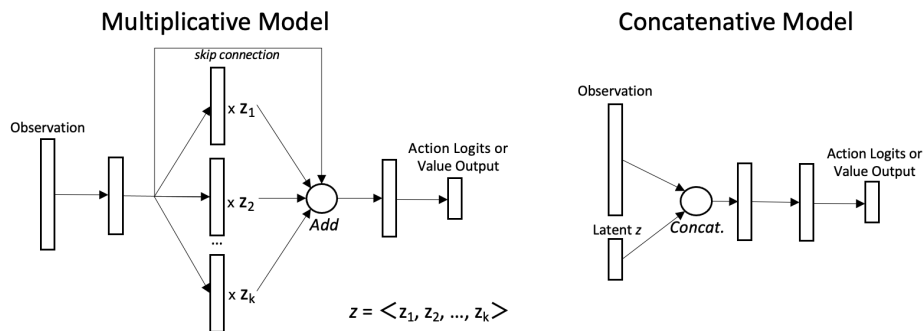 Multiplicative Model
skip connection
x z1
Observation
x z2
...
x zk
Add
Action Logits or
Value Output
z = <z1, z2, ..., zk>
Concatenative Model
Observation
Latent z
Concat.
Action Logits or
Value Output